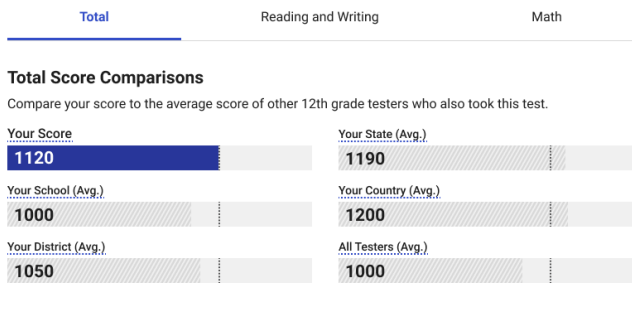 Total Reading and Writing Math
Total Score Comparisons
Compare your score to the average score of other 12th grade testers who also took this test.
Your Score
1120
Your State (Avg.)
1190
Your School (Avg.)
1000
Your Country (Avg.)
1200
Your District (Avg.)
1050
All Testers (Avg.)
1000